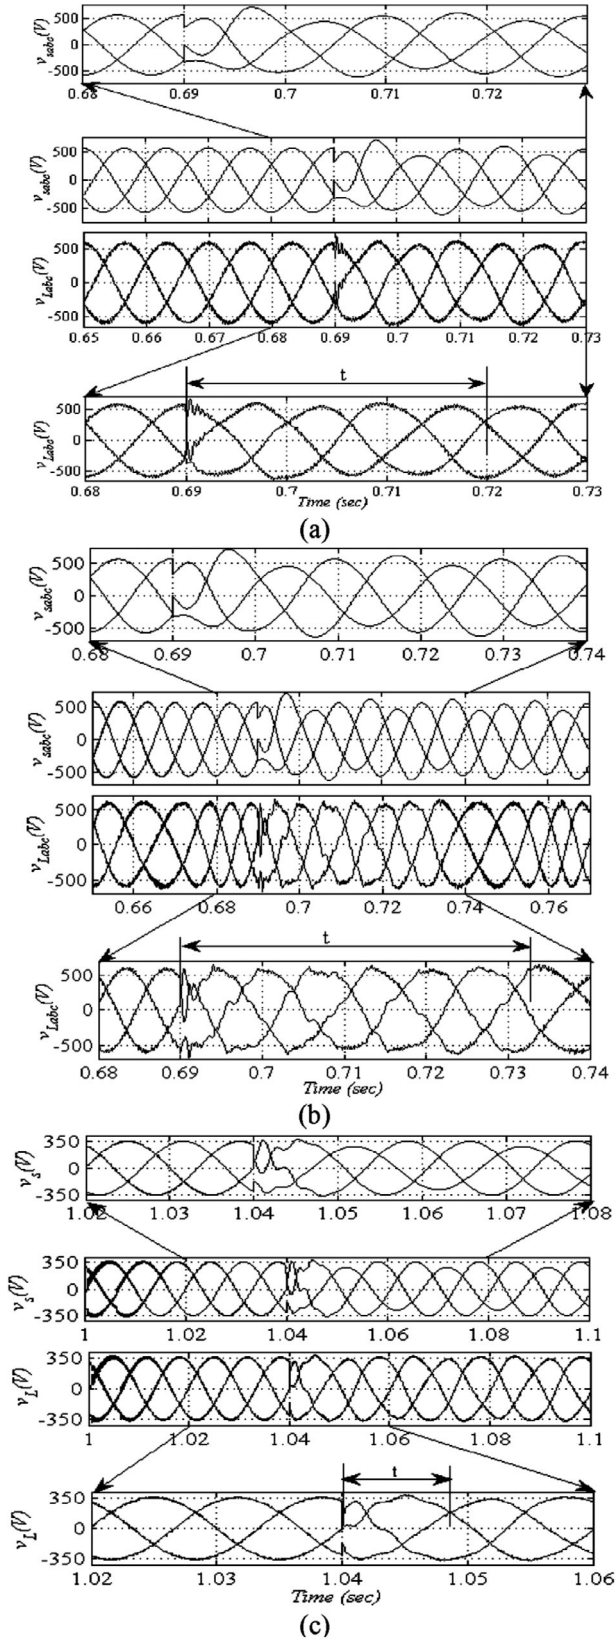 v_sabc(V)
500
0
-500
0.68 0.69 0.7 0.71 0.72
v_sabc(V)
500
0
-500
v_Labc(V)
500
0
-500
0.65 0.66 0.67 0.68 0.69 0.7 0.71 0.72 0.73
t
v_Labc(V)
500
0
-500
0.68 0.69 0.7 0.71 0.72 0.73
Time (sec)
(a)
v_sabc(V)
500
0
-500
0.68 0.69 0.7 0.71 0.72 0.73 0.74
v_sabc(V)
500
0
-500
v_Labc(V)
500
0
-500
0.66 0.68 0.7 0.72 0.74 0.76
t
v_Labc(V)
500
0
-500
0.68 0.69 0.7 0.71 0.72 0.73 0.74
Time (sec)
(b)
v_s(V)
350
0
-350
1.02 1.03 1.04 1.05 1.06 1.07 1.08
v_s(V)
350
0
-350
1 1.02 1.04 1.06 1.08 1.1
v_L(V)
350
0
-350
1 1.02 1.04 1.06 1.08 1.1
t
v_L(V)
350
0
-350
1.02 1.03 1.04 1.05 1.06
Time (sec)
(c)